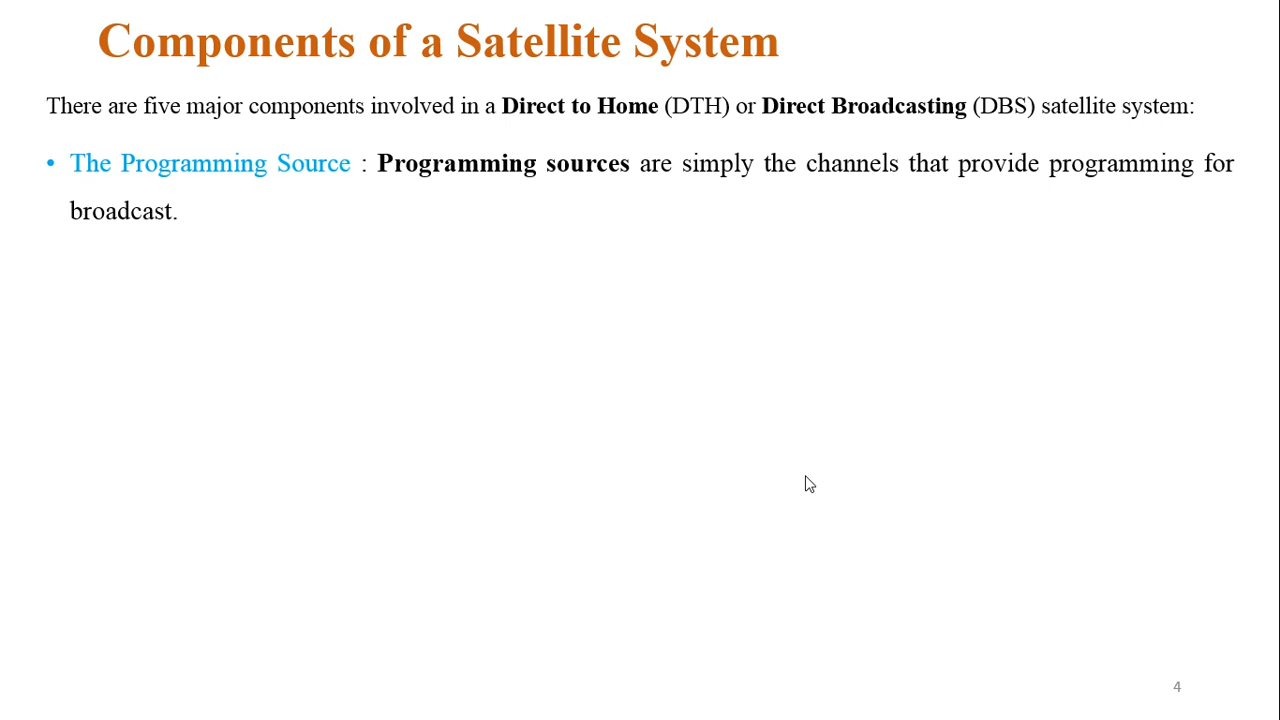 Components of a Satellite System
There are five major components involved in a Direct to Home (DTH) or Direct Broadcasting (DBS) satellite system:
• The Programming Source : Programming sources are simply the channels that provide programming for
broadcast.
4